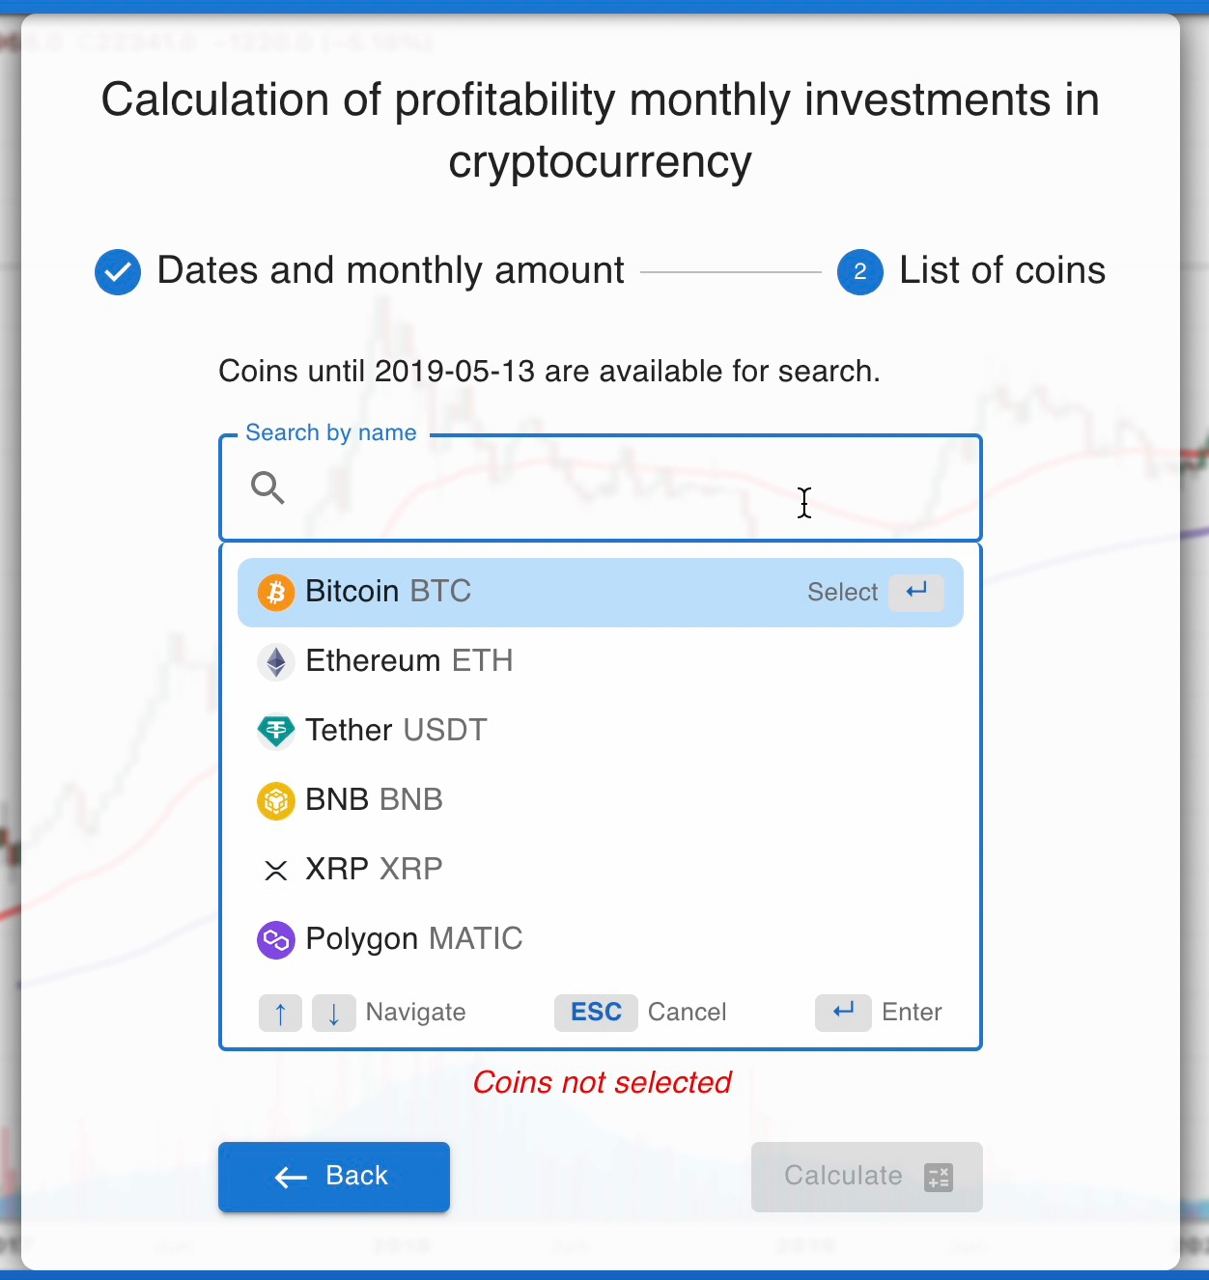 Calculation of profitability monthly investments in
cryptocurrency
Dates and monthly amount
2 List of coins
Coins until 2019-05-13 are available for search.
Search by name
Bitcoin BTC Select ↵
Ethereum ETH
Tether USDT
BNB BNB
XRP XRP
Polygon MATIC
↑ ↓ Navigate ESC Cancel ↵ Enter
Coins not selected
← Back
Calculate